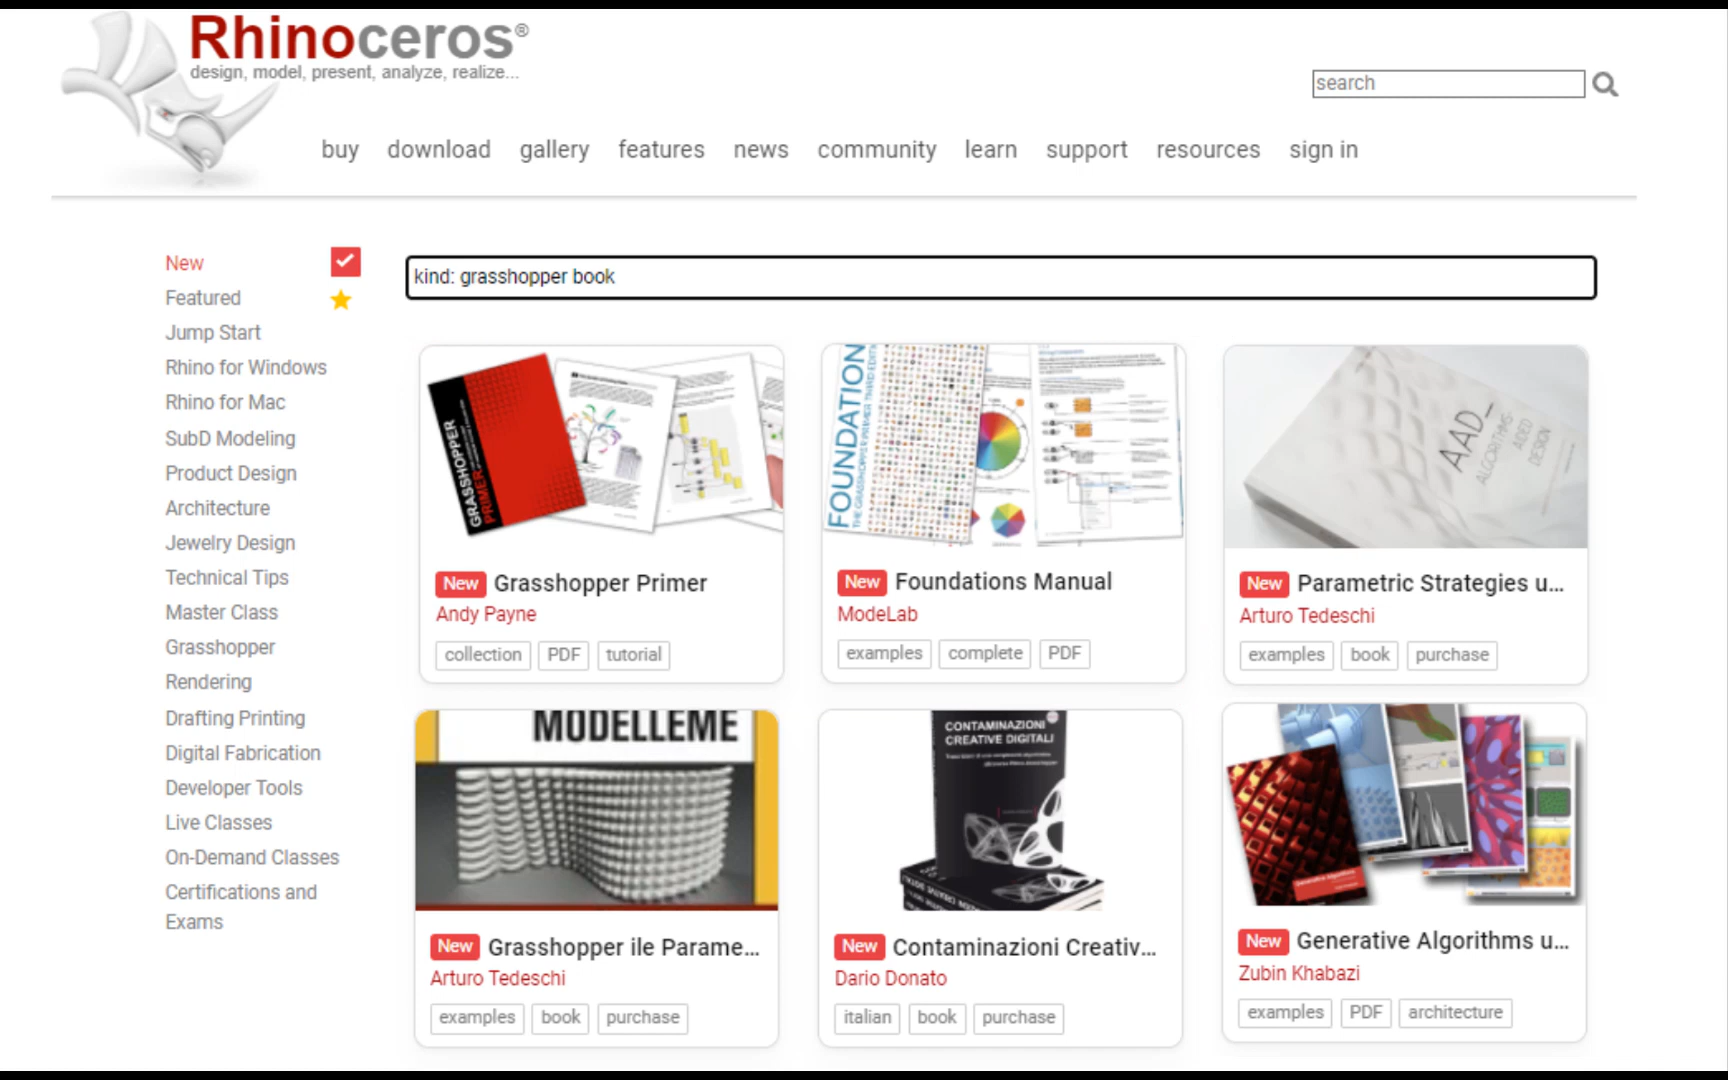 Rhinoceros®
design, model, present, analyze, realize...
search
buy download gallery features news community learn support resources sign in
New
Featured
Jump Start
Rhino for Windows
Rhino for Mac
SubD Modeling
Product Design
Architecture
Jewelry Design
Technical Tips
Master Class
Grasshopper
Rendering
Drafting Printing
Digital Fabrication
Developer Tools
Live Classes
On-Demand Classes
Certifications and
Exams
kind: grasshopper book
GRASSHOPPER
PRIMER
New Grasshopper Primer
Andy Payne
collection PDF tutorial
FOUNDATION
New Foundations Manual
ModeLab
examples complete PDF
AAD_
ALGORITHMS-
AIDED
DESIGN
New Parametric Strategies u...
Arturo Tedeschi
examples book purchase
MODELLEME
New Grasshopper ile Parame...
Arturo Tedeschi
examples book purchase
CONTAMINAZIONI
CREATIVE DIGITALI
New Contaminazioni Creativ...
Dario Donato
italian book purchase
New Generative Algorithms u...
Zubin Khabazi
examples PDF architecture